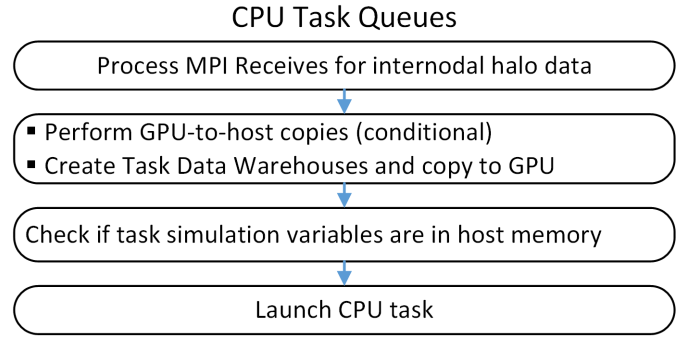 CPU Task Queues
Process MPI Receives for internodal halo data
▪ Perform GPU-to-host copies (conditional)
▪ Create Task Data Warehouses and copy to GPU
Check if task simulation variables are in host memory
Launch CPU task